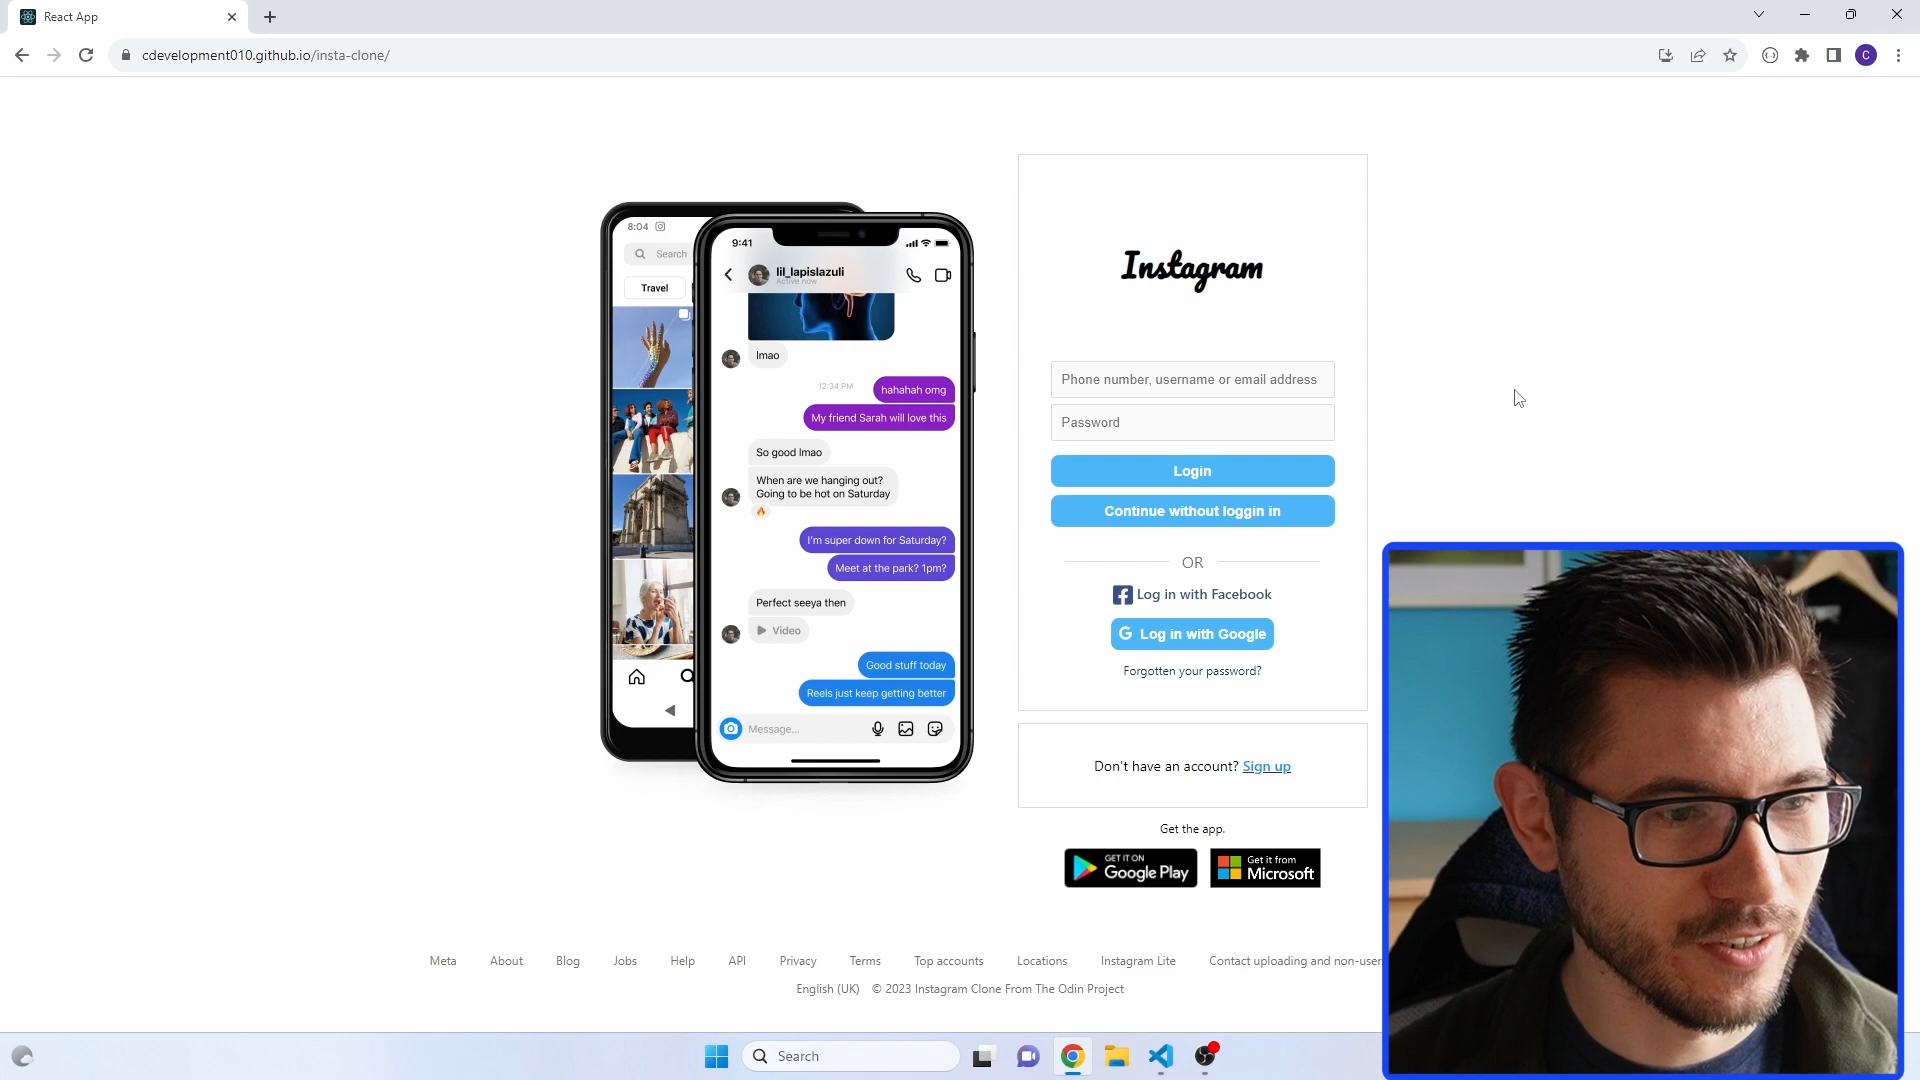 React App
cdevelopment010.github.io/insta-clone/
C
8:04
Search
Travel
9:41
lil_lapislazuli
Active now
lmao
12:34 PM
hahahah omg
My friend Sarah will love this
So good lmao
When are we hanging out?
Going to be hot on Saturday
I'm super down for Saturday?
Meet at the park? 1pm?
Perfect seeya then
Video
Good stuff today
Reels just keep getting better
Message...
Instagram
Phone number, username or email address
Password
Login
Continue without loggin in
OR
Log in with Facebook
G Log in with Google
Forgotten your password?
Don't have an account? Sign up
Get the app.
GET IT ON
Google Play
Get it from
Microsoft
Meta About Blog Jobs Help API Privacy Terms Top accounts Locations Instagram Lite Contact uploading and non-user
English (UK) © 2023 Instagram Clone From The Odin Project
Search